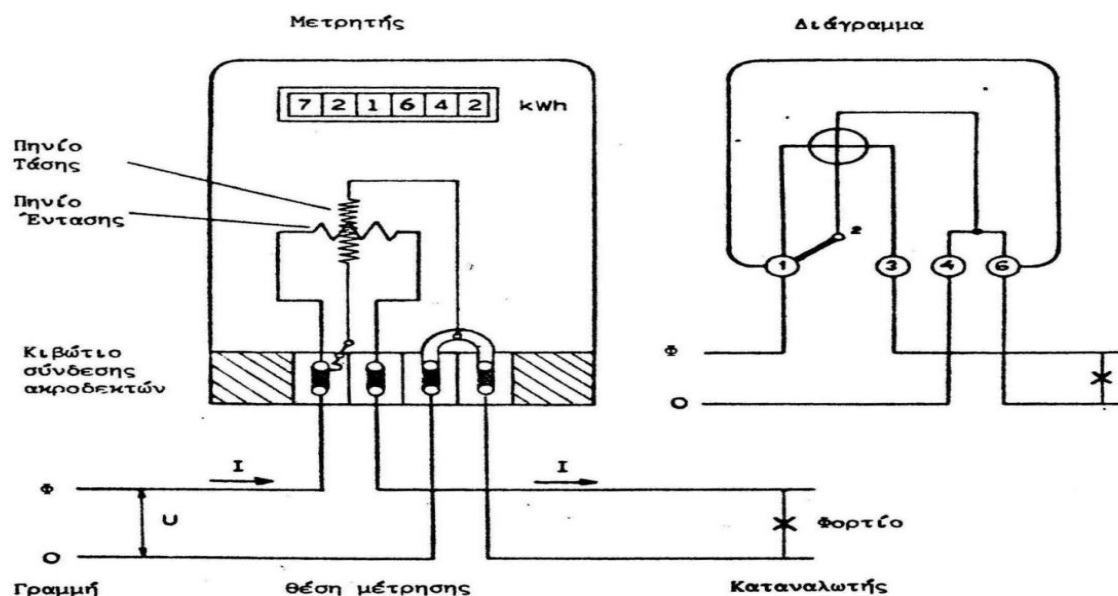 Μετρητής
Διάγραμμα
7 2 1 6 4 2 kWh
Πηνίο
Τάσης
Πηνίο
Έντασης
2
1 3 4 6
Κιβώτιο
σύνδεσης
ακροδεκτών
Φ
Ο
I I
Φ
U
Φορτίο
Ο
Γραμμή θέση μέτρησης Καταναλωτής